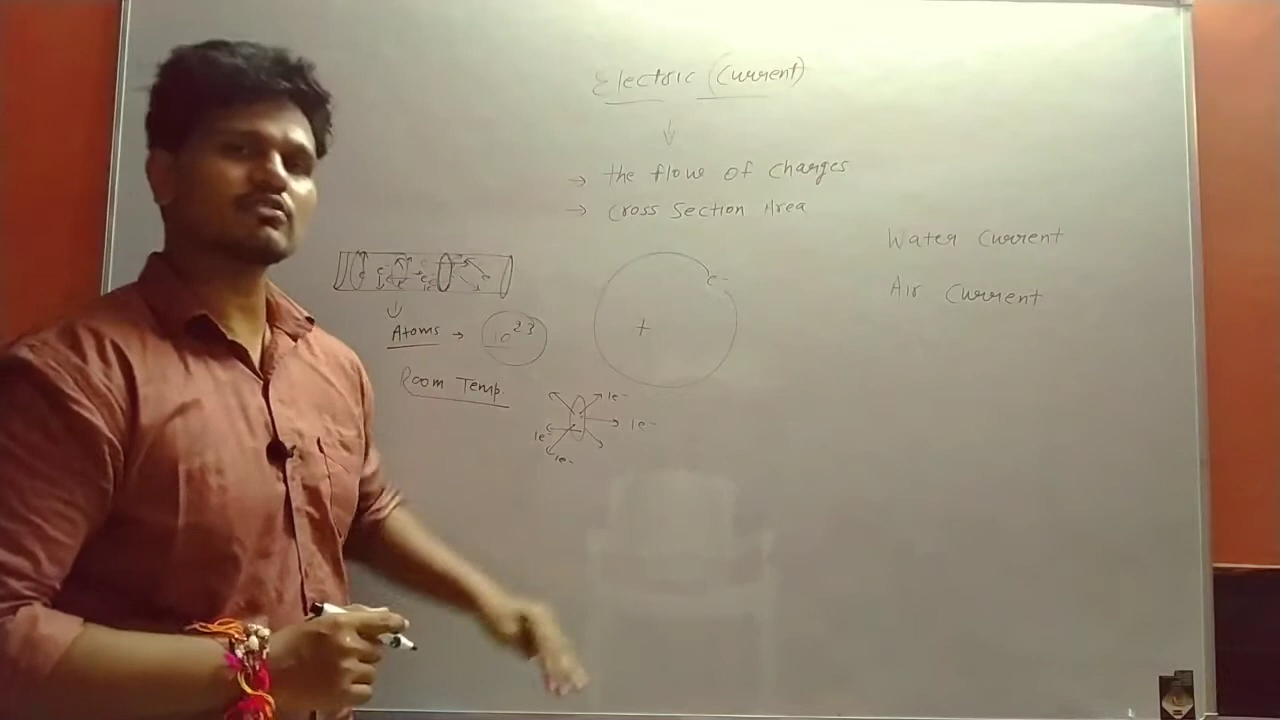 Electric (Current)
→ the flow of Charges
→ Cross Section Area
Water Current
Air Current
e-
+
Atoms → 10²³
Room Temp.
1e-
1e-
1e-
1e-